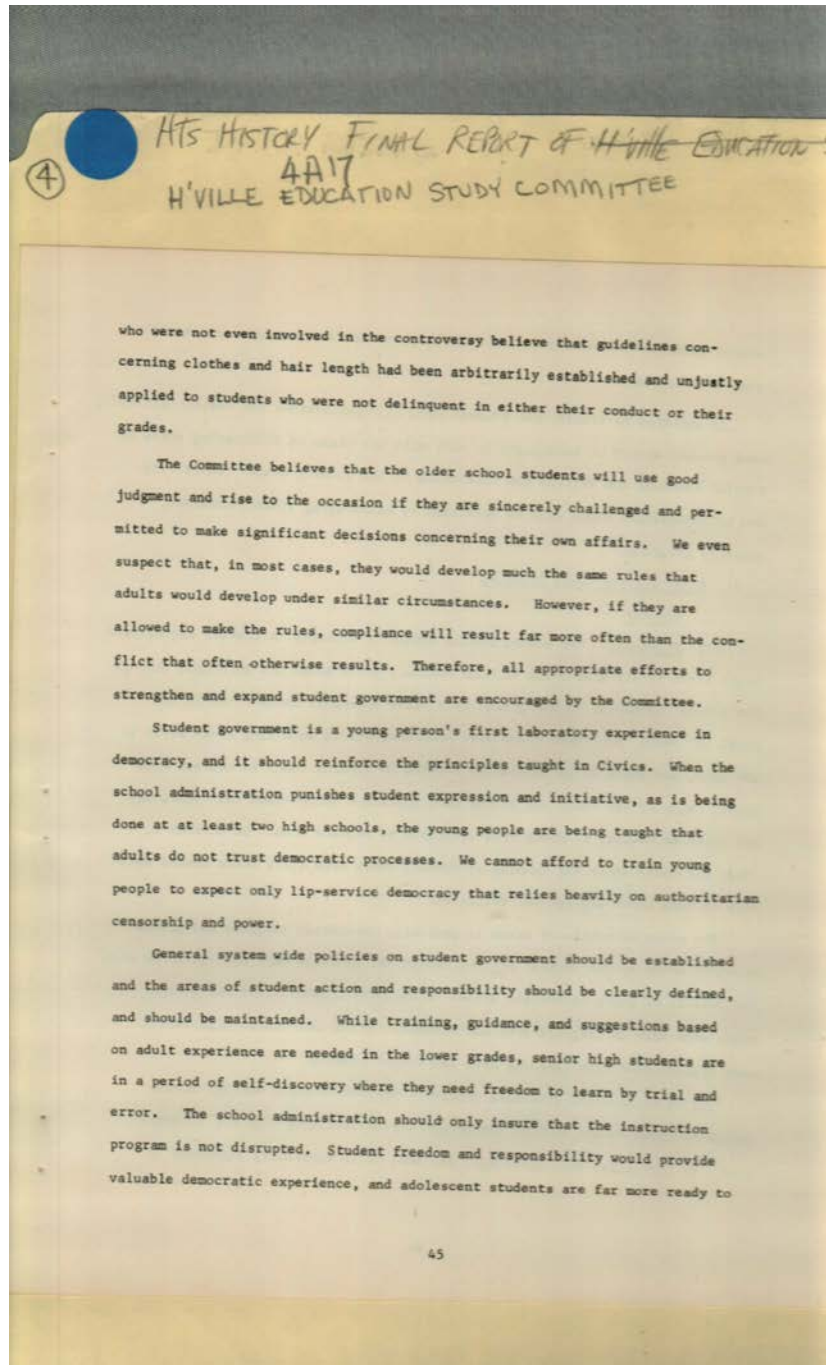 HTS HISTORY FINAL REPORT OF H'ville EDUCATION
4A17
④
H'VILLE EDUCATION STUDY COMMITTEE
who were not even involved in the controversy believe that guidelines con-
cerning clothes and hair length had been arbitrarily established and unjustly
applied to students who were not delinquent in either their conduct or their
grades.
The Committee believes that the older school students will use good
judgment and rise to the occasion if they are sincerely challenged and per-
mitted to make significant decisions concerning their own affairs. We even
suspect that, in most cases, they would develop much the same rules that
adults would develop under similar circumstances. However, if they are
allowed to make the rules, compliance will result far more often than the con-
flict that often otherwise results. Therefore, all appropriate efforts to
strengthen and expand student government are encouraged by the Committee.
Student government is a young person's first laboratory experience in
democracy, and it should reinforce the principles taught in Civics. When the
school administration punishes student expression and initiative, as is being
done at at least two high schools, the young people are being taught that
adults do not trust democratic processes. We cannot afford to train young
people to expect only lip-service democracy that relies heavily on authoritarian
censorship and power.
General system wide policies on student government should be established
and the areas of student action and responsibility should be clearly defined,
and should be maintained. While training, guidance, and suggestions based
on adult experience are needed in the lower grades, senior high students are
in a period of self-discovery where they need freedom to learn by trial and
error. The school administration should only insure that the instruction
program is not disrupted. Student freedom and responsibility would provide
valuable democratic experience, and adolescent students are far more ready to
45